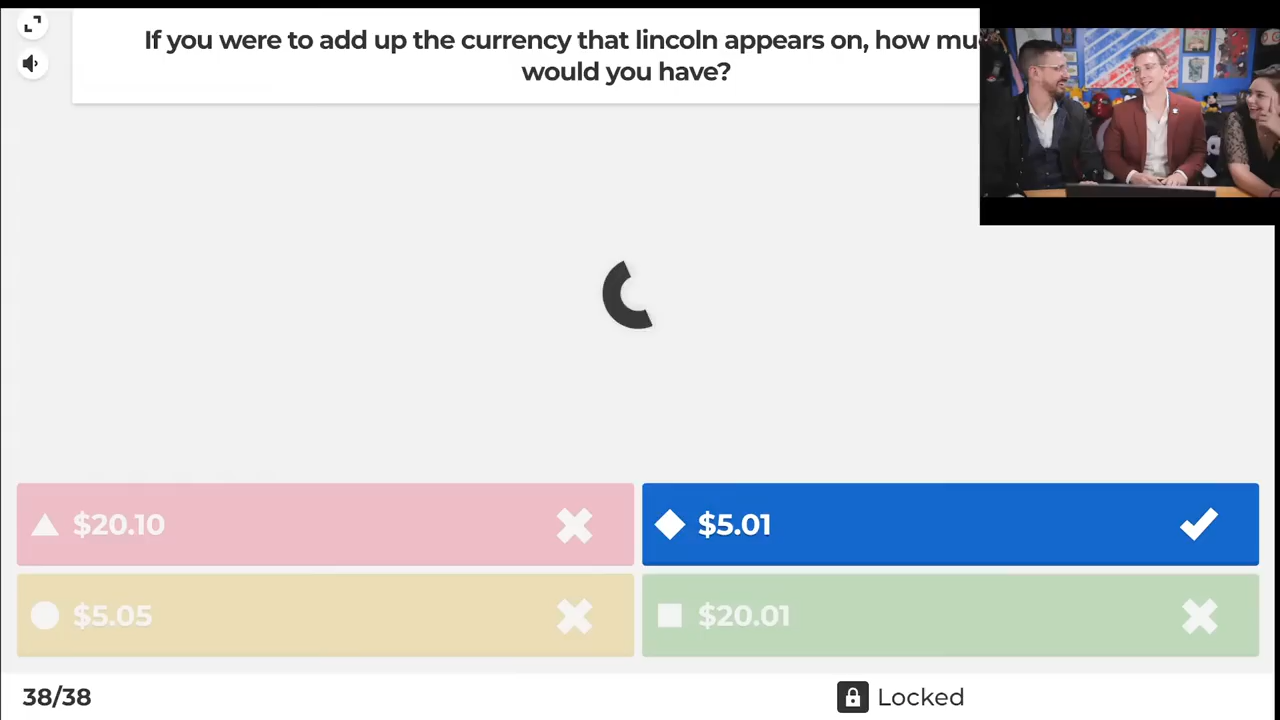 If you were to add up the currency that lincoln appears on, how
would you have?
$20.10
$5.01
$5.05
$20.01
38/38
Locked